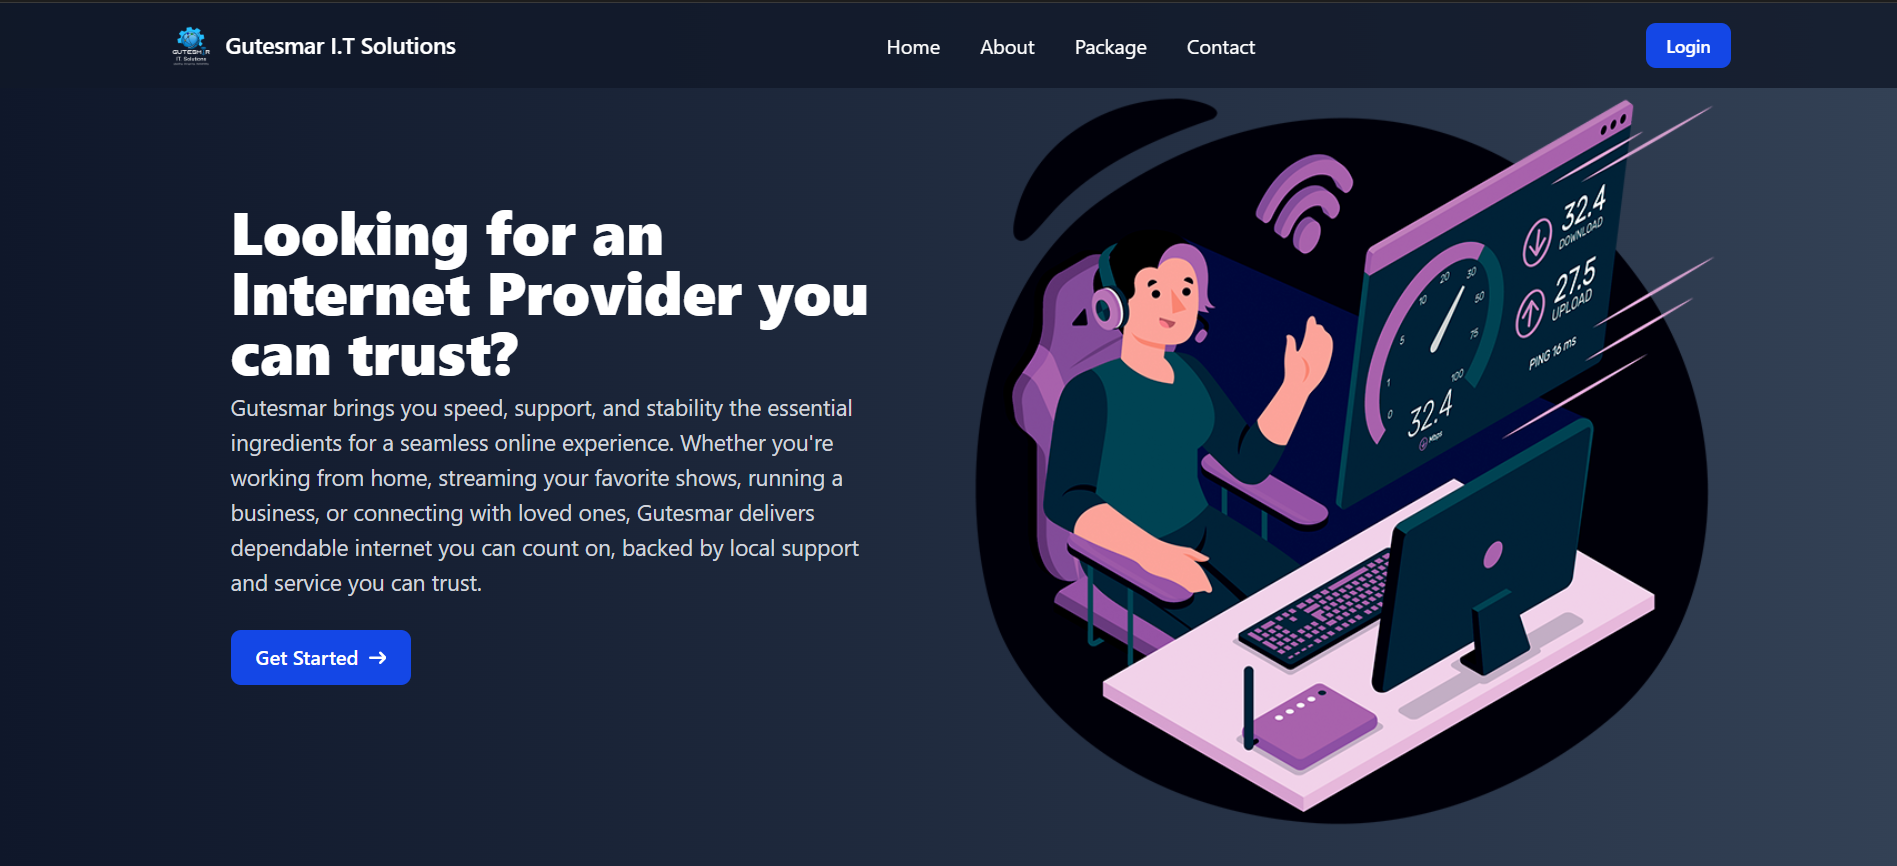 GUTESMAR
IT Solutions
Gutesmar I.T Solutions
Home
About
Package
Contact
Login
Looking for an
Internet Provider you
can trust?
Gutesmar brings you speed, support, and stability the essential
ingredients for a seamless online experience. Whether you're
working from home, streaming your favorite shows, running a
business, or connecting with loved ones, Gutesmar delivers
dependable internet you can count on, backed by local support
and service you can trust.
Get Started →
32.4
DOWNLOAD
27.5
UPLOAD
PING 16 ms
0
1
5
10
20
30
50
75
100
32.4
Mbps